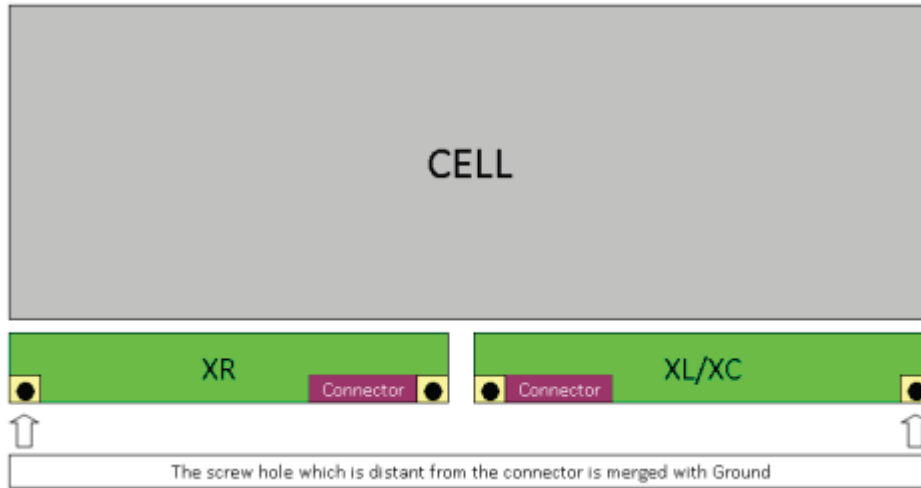 CELL
XR
XL/XC
Connector
Connector
The screw hole which is distant from the connector is merged with Ground